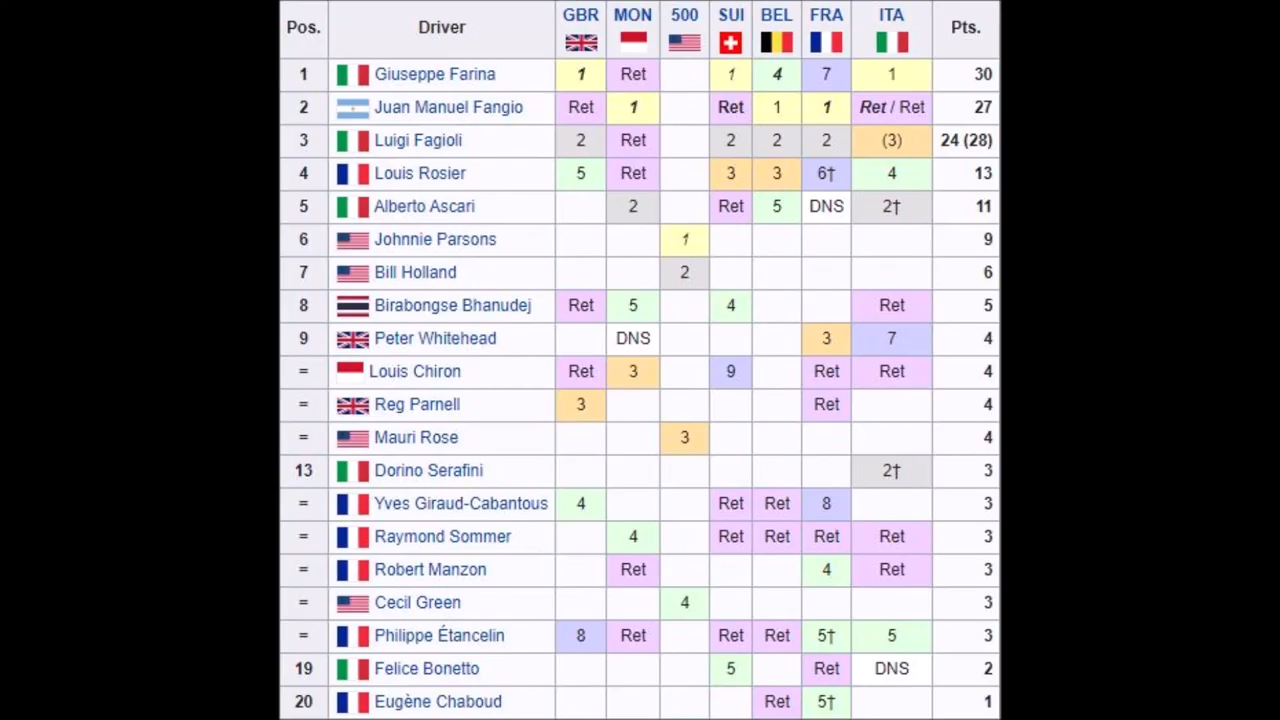 Pos. Driver GBR MON 500 SUI BEL FRA ITA Pts.
1 Giuseppe Farina 1 Ret 1 4 7 1 30
2 Juan Manuel Fangio Ret 1 Ret 1 1 Ret / Ret 27
3 Luigi Fagioli 2 Ret 2 2 2 (3) 24 (28)
4 Louis Rosier 5 Ret 3 3 6† 4 13
5 Alberto Ascari 2 Ret 5 DNS 2† 11
6 Johnnie Parsons 1 9
7 Bill Holland 2 6
8 Birabongse Bhanudej Ret 5 4 Ret 5
9 Peter Whitehead DNS 3 7 4
= Louis Chiron Ret 3 9 Ret Ret 4
= Reg Parnell 3 Ret 4
= Mauri Rose 3 4
13 Dorino Serafini 2† 3
= Yves Giraud-Cabantous 4 Ret Ret 8 3
= Raymond Sommer 4 Ret Ret Ret Ret 3
= Robert Manzon Ret 4 Ret 3
= Cecil Green 4 3
= Philippe Étancelin 8 Ret Ret Ret 5† 5 3
19 Felice Bonetto 5 Ret DNS 2
20 Eugène Chaboud Ret 5† 1